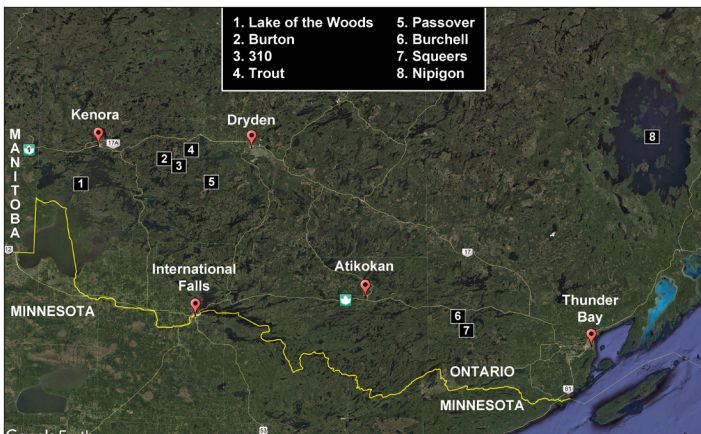 1. Lake of the Woods
2. Burton
3. 310
4. Trout
5. Passover
6. Burchell
7. Squeers
8. Nipigon
MANITOBA
Kenora
17A
1
Dryden
2
3
4
5
1
8
International
Falls
Atikokan
17
MINNESOTA
6
7
Thunder
Bay
ONTARIO
MINNESOTA
61
53